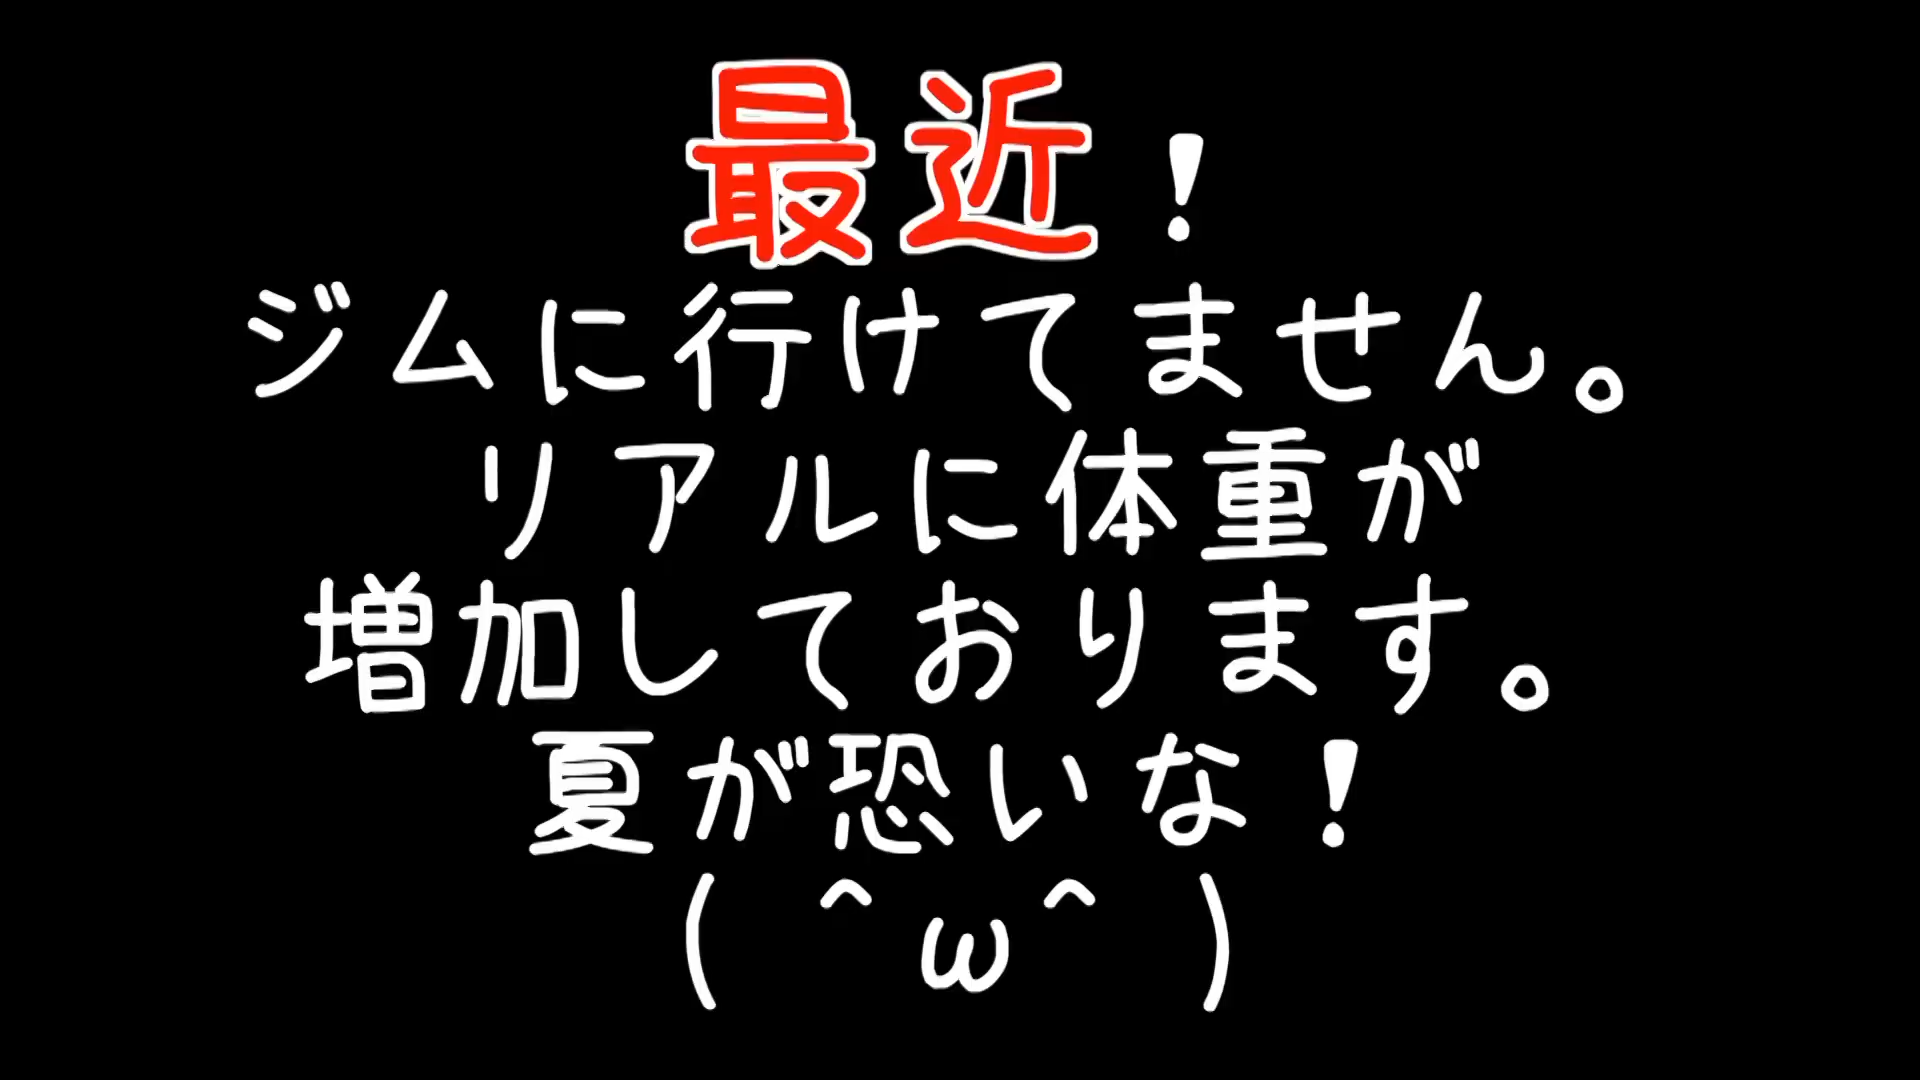 最近！
ジムに行けてません。
リアルに体重が
増加しております。
夏が恐いな！
( ^ω^ )